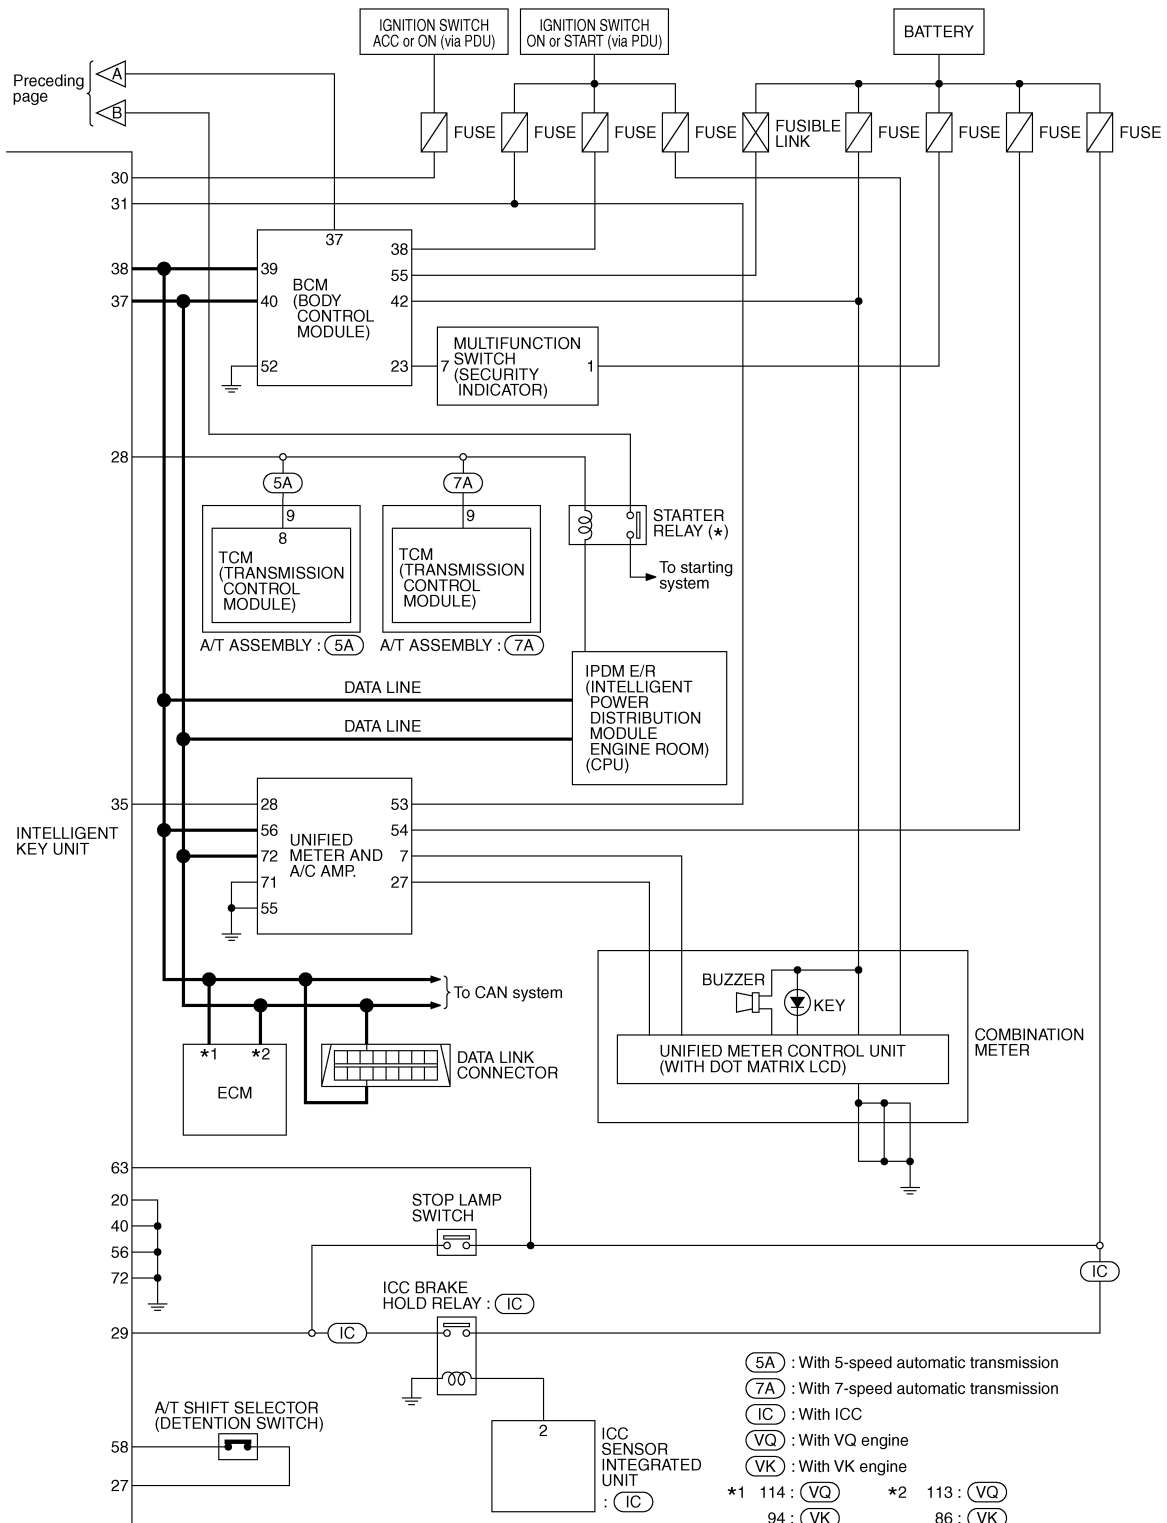 IGNITION SWITCH
ACC or ON (via PDU)
IGNITION SWITCH
ON or START (via PDU)
BATTERY
Preceding
page
A
B
FUSE
FUSE
FUSE
FUSE
FUSIBLE
LINK
FUSE
FUSE
FUSE
FUSE
30
31
38
37
37
39
40
52
BCM
(BODY
CONTROL
MODULE)
38
55
42
23
7
MULTIFUNCTION
SWITCH
(SECURITY
INDICATOR)
1
28
5A
7A
9
8
TCM
(TRANSMISSION
CONTROL
MODULE)
A/T ASSEMBLY : 5A
9
TCM
(TRANSMISSION
CONTROL
MODULE)
A/T ASSEMBLY : 7A
STARTER
RELAY (★)
To starting
system
DATA LINE
DATA LINE
IPDM E/R
(INTELLIGENT
POWER
DISTRIBUTION
MODULE
ENGINE ROOM)
(CPU)
35
INTELLIGENT
KEY UNIT
28
56
72
71
55
UNIFIED
METER AND
A/C AMP.
53
54
7
27
To CAN system
BUZZER
KEY
UNIFIED METER CONTROL UNIT
(WITH DOT MATRIX LCD)
COMBINATION
METER
★1 ★2
ECM
DATA LINK
CONNECTOR
63
20
40
56
72
29
STOP LAMP
SWITCH
IC
ICC BRAKE
HOLD RELAY : IC
IC
A/T SHIFT SELECTOR
(DETENTION SWITCH)
58
27
2
ICC
SENSOR
INTEGRATED
UNIT
: IC
5A : With 5-speed automatic transmission
7A : With 7-speed automatic transmission
IC : With ICC
VQ : With VQ engine
VK : With VK engine
★1 114 : VQ ★2 113 : VQ
94 : VK 86 : VK